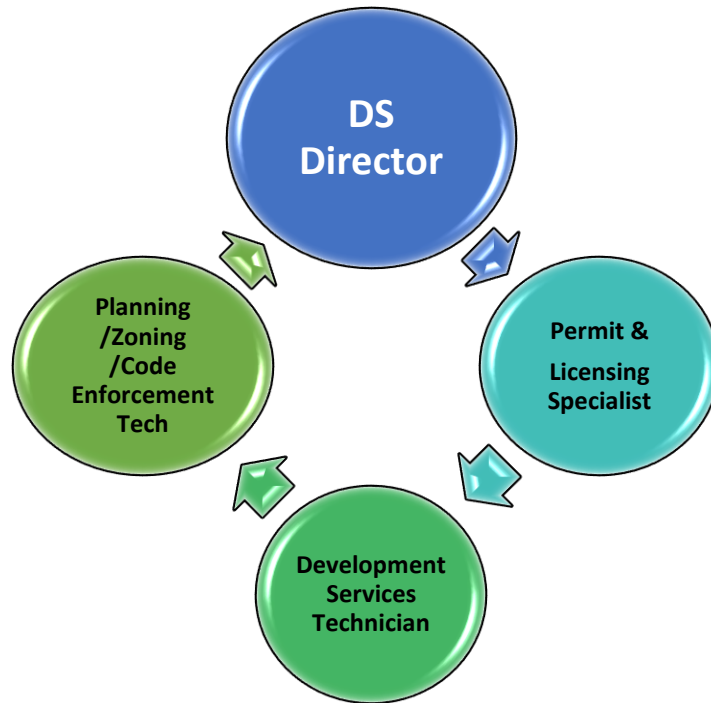 DS
Director
Permit &
Licensing
Specialist
Development
Services
Technician
Planning
/Zoning
/Code
Enforcement
Tech